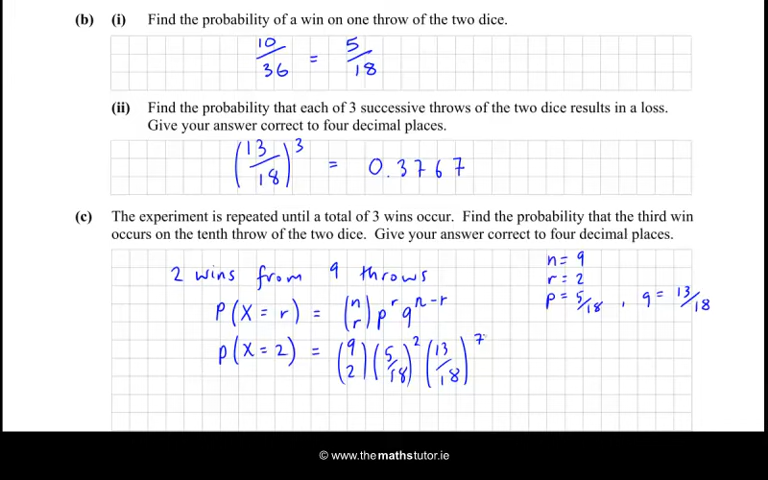 (b) (i) Find the probability of a win on one throw of the two dice.
10/36 = 5/18
(ii) Find the probability that each of 3 successive throws of the two dice results in a loss.
Give your answer correct to four decimal places.
(13/18)^3 = 0.3767
(c) The experiment is repeated until a total of 3 wins occur. Find the probability that the third win
occurs on the tenth throw of the two dice. Give your answer correct to four decimal places.
2 wins from 9 throws
P(X = r) = (n r) p^r q^n-r
P(X = 2) = (9 2) (5/18)^2 (13/18)^7
n = 9
r = 2
p = 5/18, q = 13/18
© www.themathstutor.ie